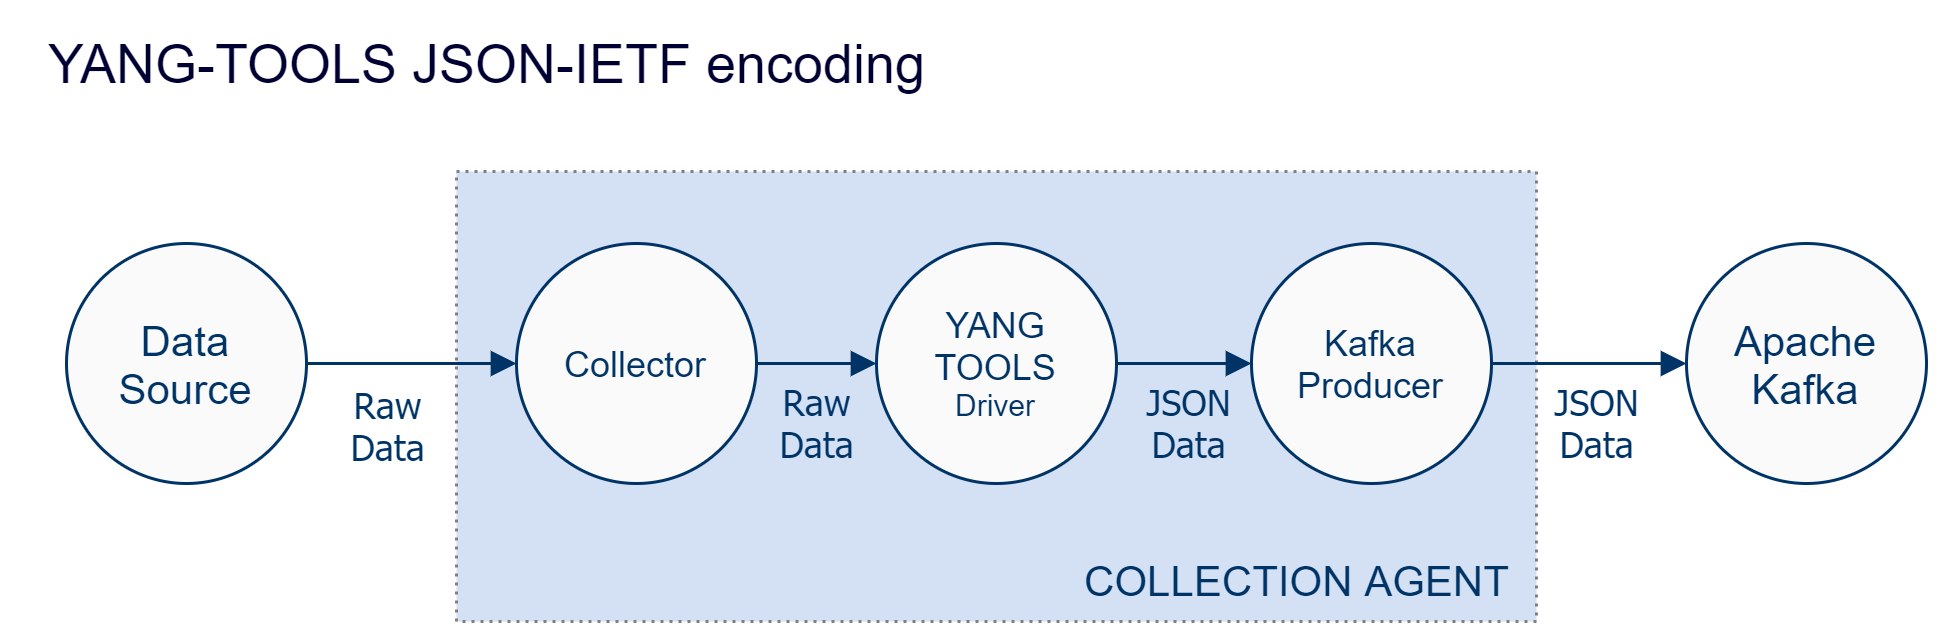 YANG-TOOLS JSON-IETF encoding
Data
Source
Raw
Data
Collector
Raw
Data
YANG
TOOLS
Driver
JSON
Data
Kafka
Producer
JSON
Data
Apache
Kafka
COLLECTION AGENT